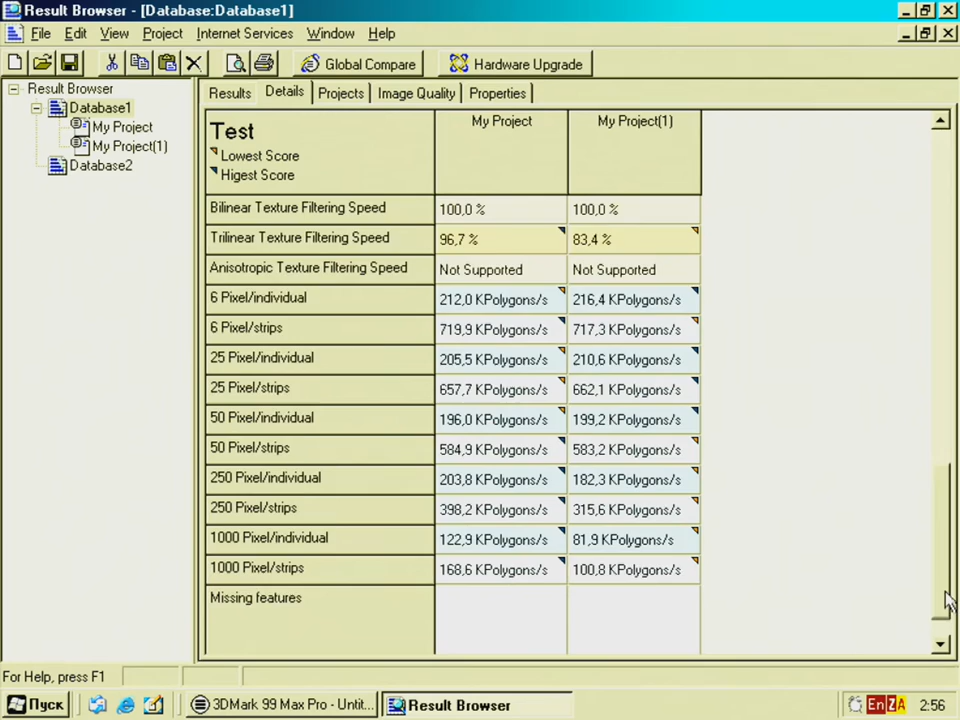 Result Browser - [Database:Database1]
File Edit View Project Internet Services Window Help
Global Compare Hardware Upgrade
Result Browser
Database1
My Project
My Project(1)
Database2
Results Details Projects Image Quality Properties
Test My Project My Project(1)
Lowest Score
Higest Score
Bilinear Texture Filtering Speed 100,0 % 100,0 %
Trilinear Texture Filtering Speed 96,7 % 83,4 %
Anisotropic Texture Filtering Speed Not Supported Not Supported
6 Pixel/individual 212,0 KPolygons/s 216,4 KPolygons/s
6 Pixel/strips 719,9 KPolygons/s 717,3 KPolygons/s
25 Pixel/individual 205,5 KPolygons/s 210,6 KPolygons/s
25 Pixel/strips 657,7 KPolygons/s 662,1 KPolygons/s
50 Pixel/individual 196,0 KPolygons/s 199,2 KPolygons/s
50 Pixel/strips 584,9 KPolygons/s 583,2 KPolygons/s
250 Pixel/individual 203,8 KPolygons/s 182,3 KPolygons/s
250 Pixel/strips 398,2 KPolygons/s 315,6 KPolygons/s
1000 Pixel/individual 122,9 KPolygons/s 81,9 KPolygons/s
1000 Pixel/strips 168,6 KPolygons/s 100,8 KPolygons/s
Missing features
For Help, press F1
Пуск 3DMark 99 Max Pro - Untit... Result Browser En ZA 2:56